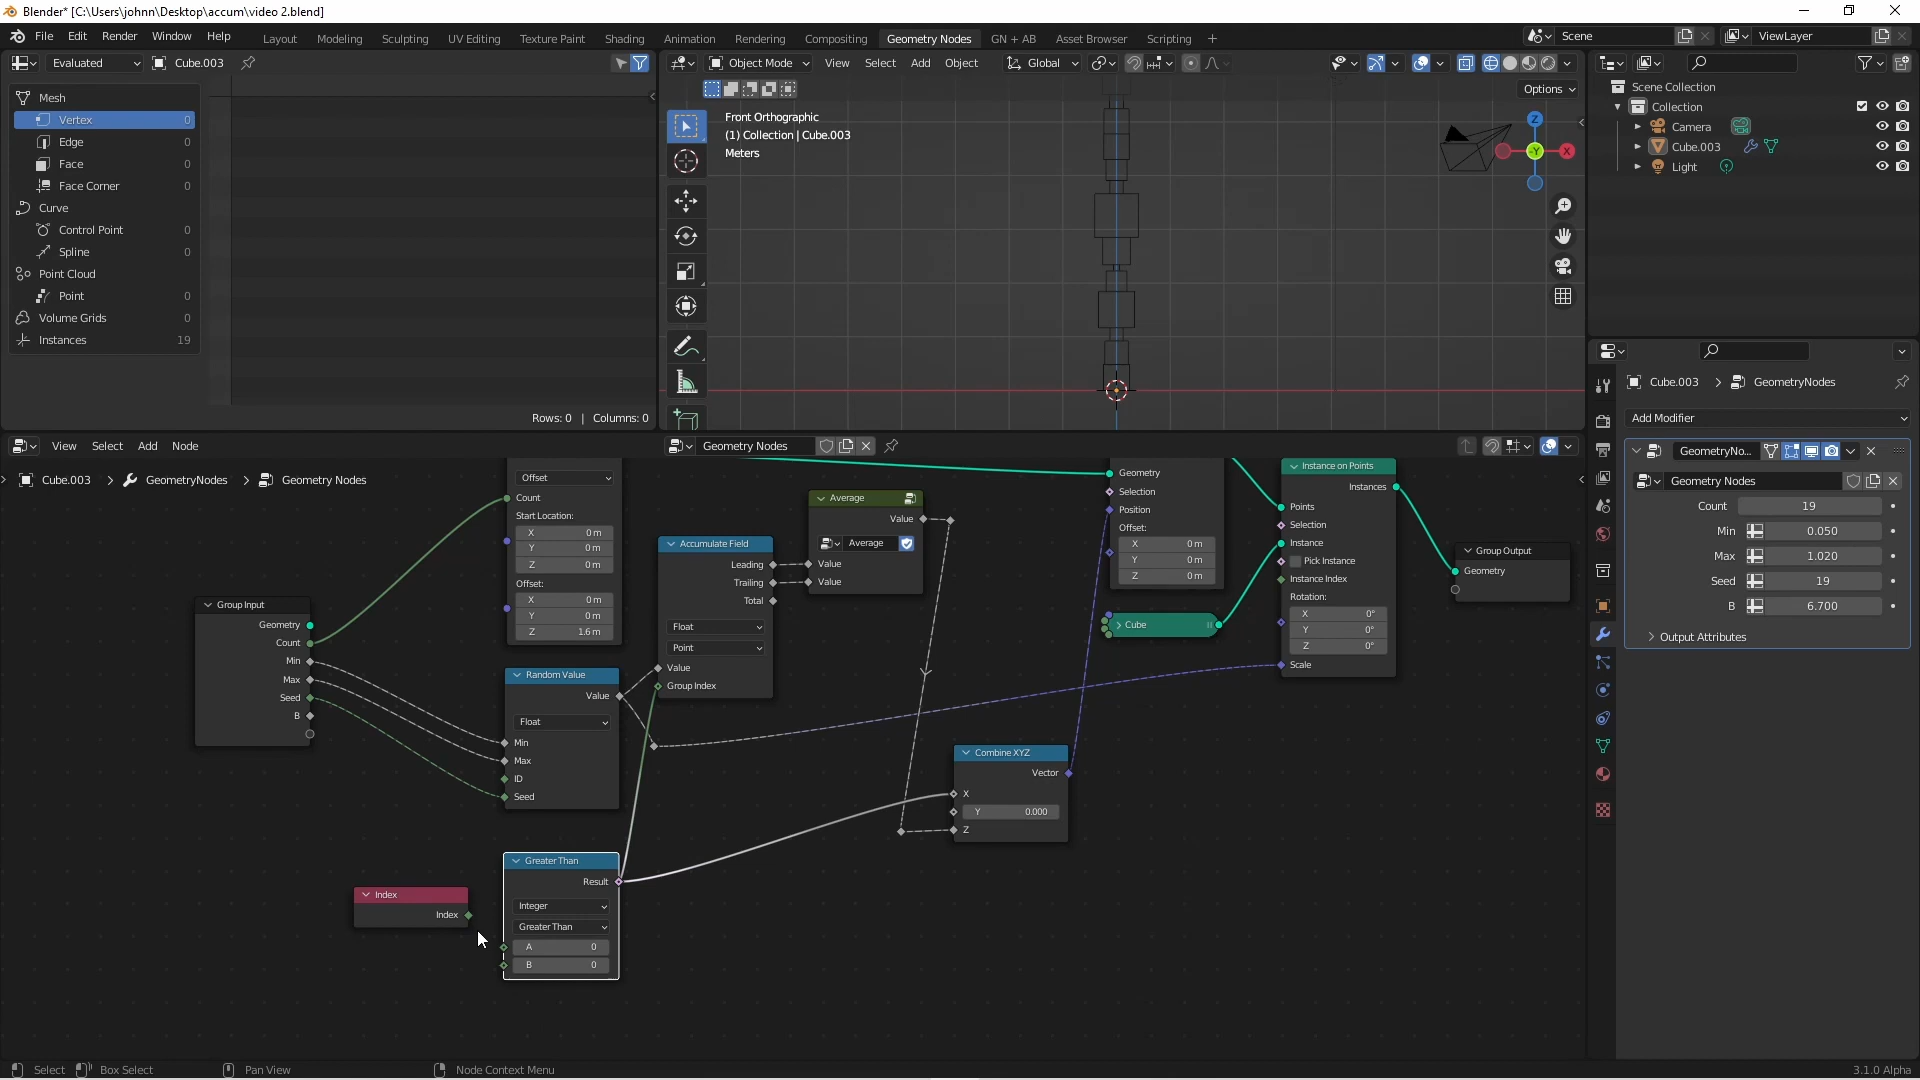 Blender* [C:\Users\johnn\Desktop\accum\video 2.blend]
File Edit Render Window Help Layout Modeling Sculpting UV Editing Texture Paint Shading Animation Rendering Compositing Geometry Nodes GN + AB Asset Browser Scripting + Scene ViewLayer
Evaluated Cube.003
Object Mode View Select Add Object Global
Options
Mesh
Vertex 0
Edge 0
Face 0
Face Corner 0
Curve
Control Point 0
Spline 0
Point Cloud
Point 0
Volume Grids 0
Instances 19
Rows: 0 | Columns: 0
Front Orthographic
(1) Collection | Cube.003
Meters
Z
X
-Y
Scene Collection
Collection
Camera
Cube.003
Light
Cube.003 > GeometryNodes
Add Modifier
GeometryNo...
Geometry Nodes
Count 19
Min 0.050
Max 1.020
Seed 19
B 6.700
Output Attributes
View Select Add Node Geometry Nodes
Cube.003 > GeometryNodes > Geometry Nodes
Group Input
Geometry
Count
Min
Max
Seed
B
Offset
Count
Start Location:
X 0 m
Y 0 m
Z 0 m
Offset:
X 0 m
Y 0 m
Z 1.6 m
Random Value
Value
Float
Min
Max
ID
Seed
Index
Index
Greater Than
Result
Integer
Greater Than
A 0
B 0
Accumulate Field
Leading
Trailing
Total
Float
Point
Value
Group Index
Average
Value
Average
Value
Value
Combine XYZ
Vector
X
Y 0.000
Z
Geometry
Selection
Position
Offset:
X 0 m
Y 0 m
Z 0 m
Cube
Instance on Points
Instances
Points
Selection
Instance
Pick Instance
Instance Index
Rotation:
X 0°
Y 0°
Z 0°
Scale
Group Output
Geometry
Select Box Select Pan View Node Context Menu 3.1.0 Alpha